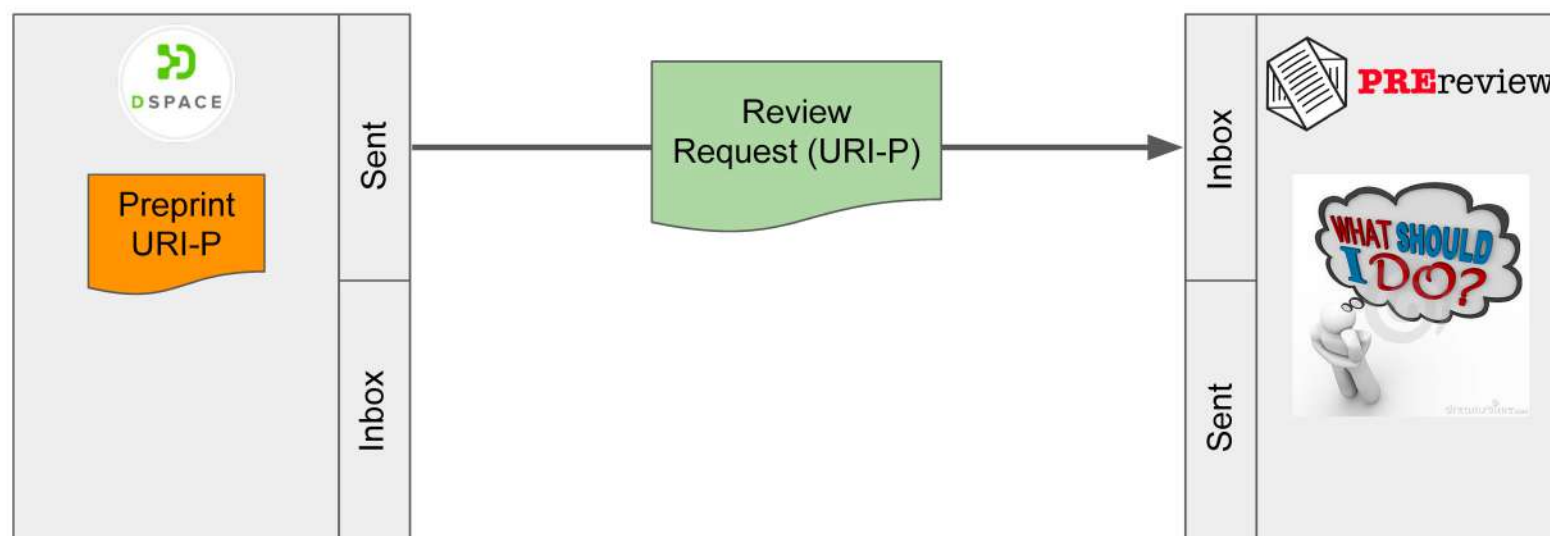 DSPACE
Preprint
URI-P
Sent
Inbox
Review
Request (URI-P)
Inbox
Sent
PREreview
WHAT SHOULD
I DO?